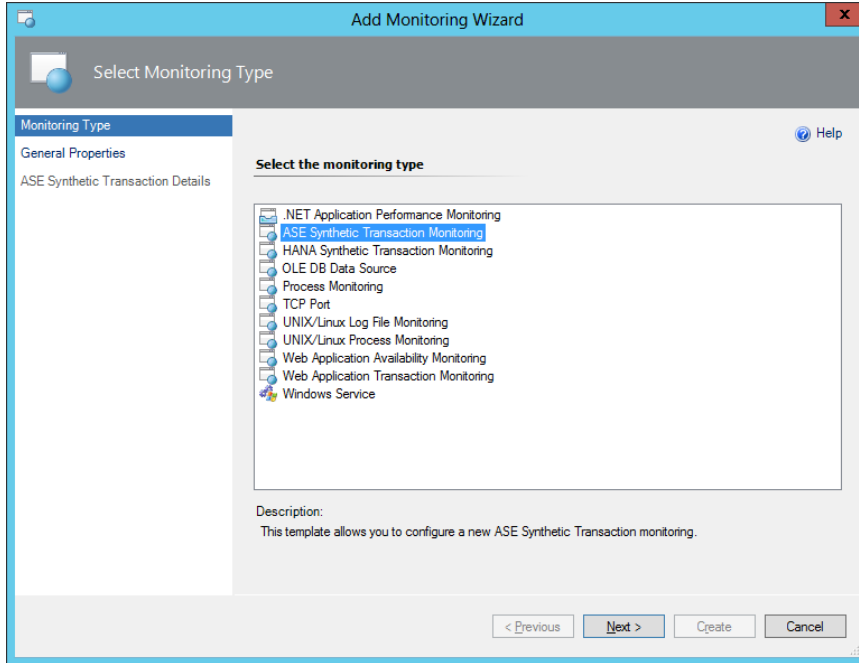 Add Monitoring Wizard
x
Select Monitoring Type
Monitoring Type
General Properties
ASE Synthetic Transaction Details
Help
Select the monitoring type
.NET Application Performance Monitoring
ASE Synthetic Transaction Monitoring
HANA Synthetic Transaction Monitoring
OLE DB Data Source
Process Monitoring
TCP Port
UNIX/Linux Log File Monitoring
UNIX/Linux Process Monitoring
Web Application Availability Monitoring
Web Application Transaction Monitoring
Windows Service
Description:
This template allows you to configure a new ASE Synthetic Transaction monitoring.
< Previous
Next >
Create
Cancel